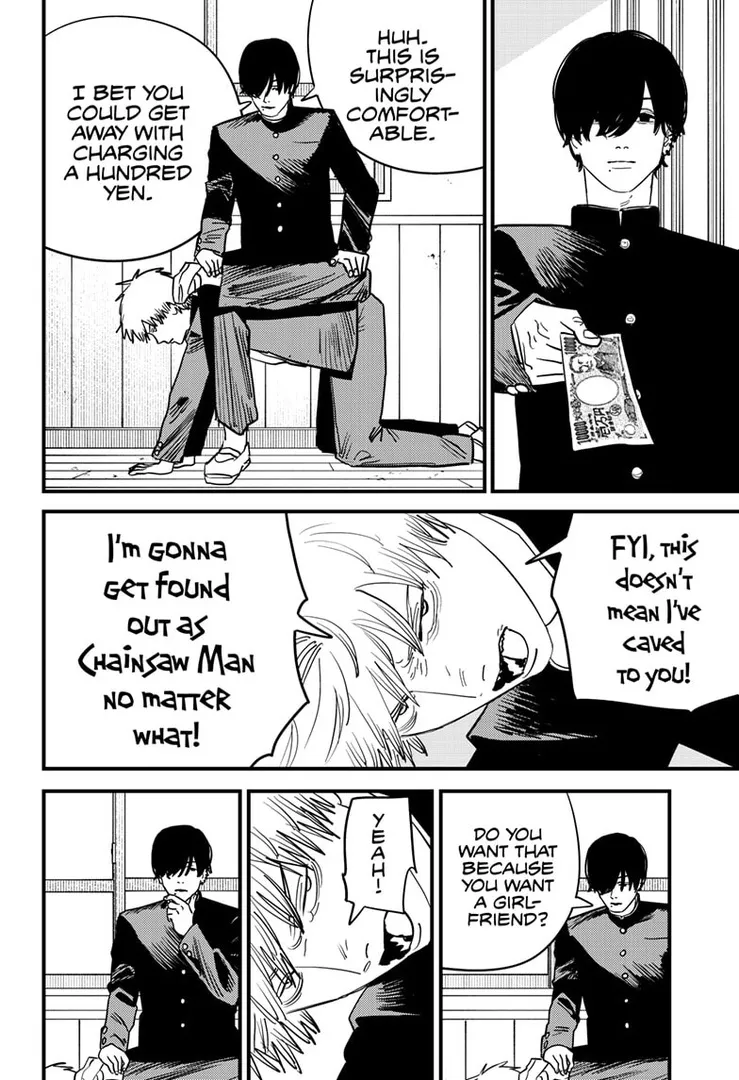 10000
HUH.
THIS IS
SURPRIS-
INGLY
COMFORT-
ABLE.
I BET YOU
COULD GET
AWAY WITH
CHARGING
A HUNDRED
YEN.
FYI, THIS
DOESN'T
MEAN I'VE
CAVED
TO YOU!
I'M GONNA
GET FOUND
OUT AS
CHAINSAW MAN
NO MATTER
WHAT!
DO YOU
WANT THAT
BECAUSE
YOU WANT
A GIRL-
FRIEND?
YEAH!